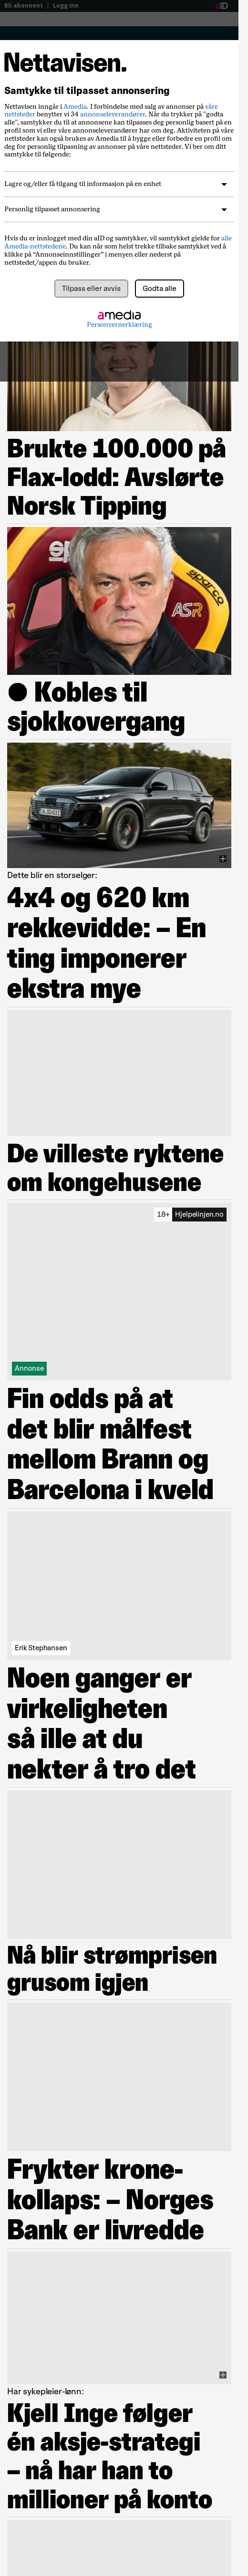 Bli abonnent | Logg inn
aID
Nettavisen.
Samtykke til tilpasset annonsering
Nettavisen inngår i Amedia. I forbindelse med salg av annonser på våre
nettsteder benytter vi 34 annonseleverandører. Når du trykker på "godta
alle", samtykker du til at annonsene kan tilpasses deg personlig basert på en
profil som vi eller våre annonseleverandører har om deg. Aktiviteten på våre
nettsteder kan også brukes av Amedia til å bygge eller forbedre en profil om
deg for personlig tilpasning av annonser på våre nettsteder. Vi ber om ditt
samtykke til følgende:
Lagre og/eller få tilgang til informasjon på en enhet
Personlig tilpasset annonsering
Hvis du er innlogget med din aID og samtykker, vil samtykket gjelde for alle
Amedia-nettstedene. Du kan når som helst trekke tilbake samtykket ved å
klikke på “Annonseinnstillinger” i menyen eller nederst på
nettstedet/appen du bruker.
Tilpass eller avvis
Godta alle
amedia
Personvernerklæring
Brukte 100.000 på
Flax-lodd: Avslørte
Norsk Tipping
sparco
ASR
● Kobles til
sjokkovergang
Dette blir en storselger:
4x4 og 620 km
rekkevidde: – En
ting imponerer
ekstra mye
De villeste ryktene
om kongehusene
18+ Hjelpelinjen.no
Annonse
Fin odds på at
det blir målfest
mellom Brann og
Barcelona i kveld
Erik Stephansen
Noen ganger er
virkeligheten
så ille at du
nekter å tro det
Nå blir strømprisen
grusom igjen
Frykter krone-
kollaps: – Norges
Bank er livredde
Har sykepleier-lønn:
Kjell Inge følger
én aksje-strategi
– nå har han to
millioner på konto